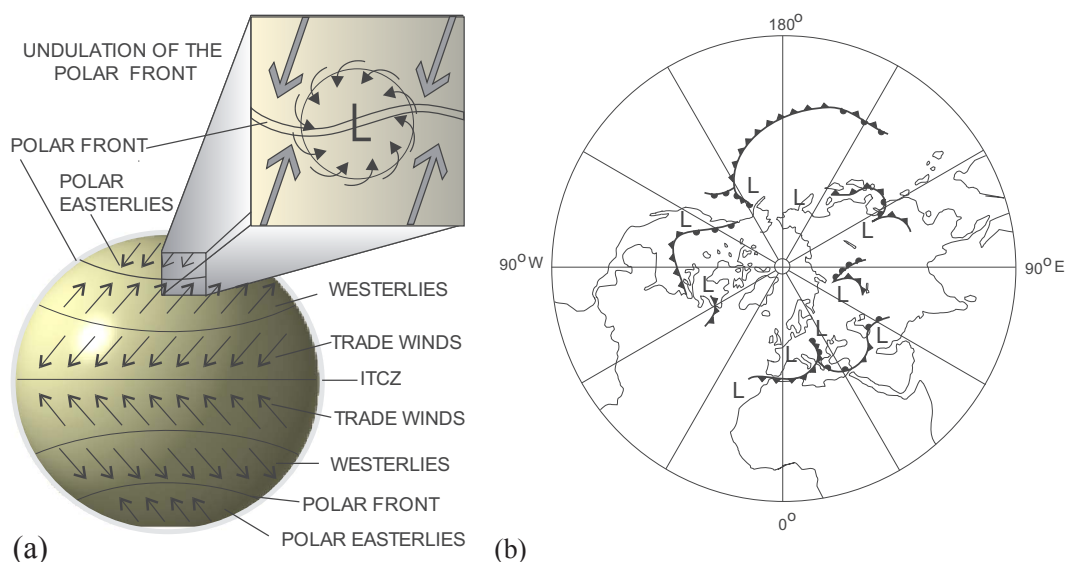 UNDULATION OF THE
POLAR FRONT
L
POLAR FRONT
POLAR
EASTERLIES
WESTERLIES
TRADE WINDS
ITCZ
TRADE WINDS
WESTERLIES
POLAR FRONT
POLAR EASTERLIES
(a)
180°
L
L
L
L
90°W
90°E
L
L
L
L
L
L
0°
(b)